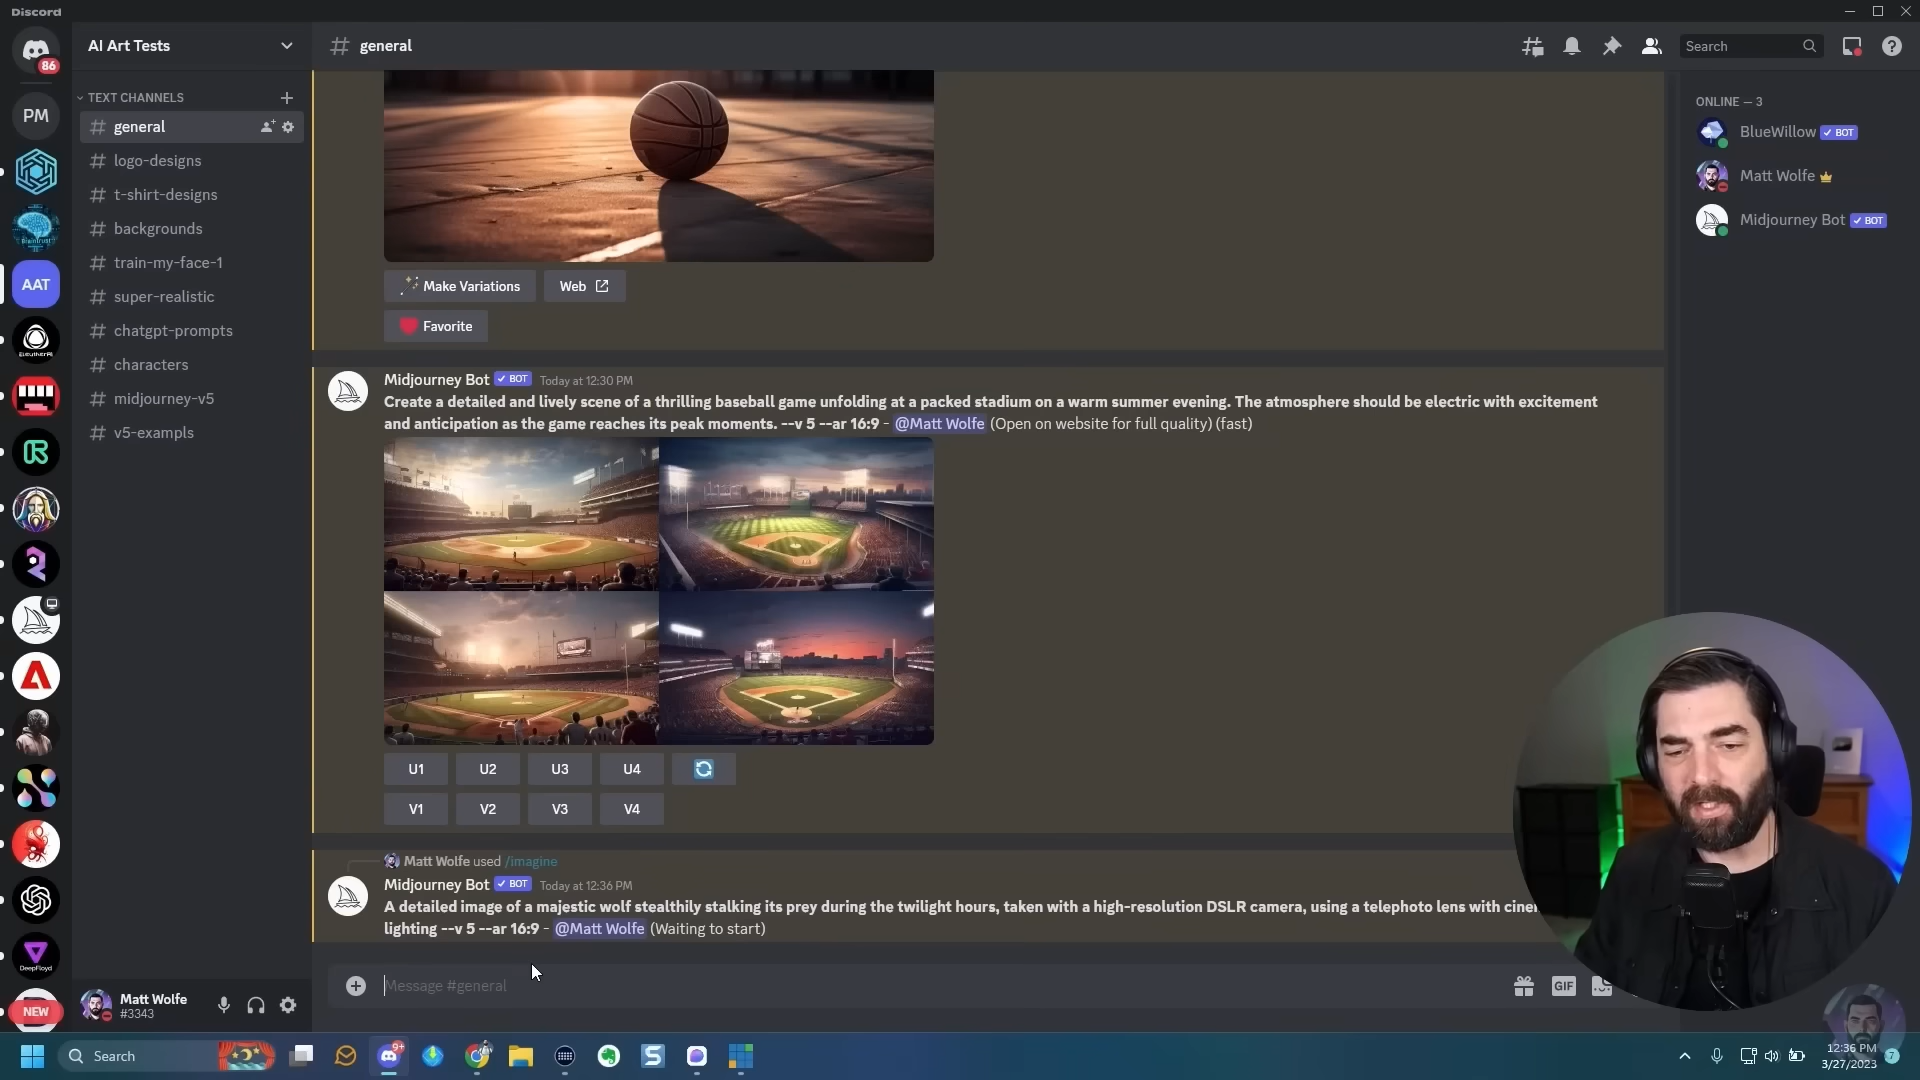 Discord
86
AI Art Tests
# general
Search
TEXT CHANNELS
PM
# general
# logo-designs
# t-shirt-designs
# backgrounds
# train-my-face-1
AAT
# super-realistic
# chatgpt-prompts
# characters
# midjourney-v5
# v5-exampls
EleutherAI
DeepFloyd
NEW
Matt Wolfe
#3343
Make Variations
Web
Favorite
Midjourney Bot BOT Today at 12:30 PM
Create a detailed and lively scene of a thrilling baseball game unfolding at a packed stadium on a warm summer evening. The atmosphere should be electric with excitement
and anticipation as the game reaches its peak moments. --v 5 --ar 16:9 - @Matt Wolfe (Open on website for full quality) (fast)
U1 U2 U3 U4
V1 V2 V3 V4
Matt Wolfe used /imagine
Midjourney Bot BOT Today at 12:36 PM
A detailed image of a majestic wolf stealthily stalking its prey during the twilight hours, taken with a high-resolution DSLR camera, using a telephoto lens with ciner
lighting --v 5 --ar 16:9 - @Matt Wolfe (Waiting to start)
Message #general
GIF
ONLINE — 3
BlueWillow BOT
Matt Wolfe
Midjourney Bot BOT
Search
9+
S
12:36 PM
3/27/2023
7